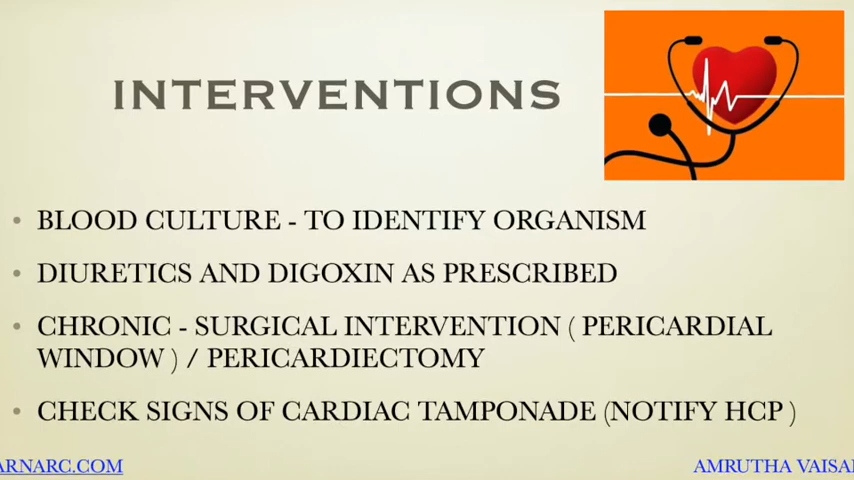 INTERVENTIONS
• BLOOD CULTURE - TO IDENTIFY ORGANISM
• DIURETICS AND DIGOXIN AS PRESCRIBED
• CHRONIC - SURGICAL INTERVENTION ( PERICARDIAL
WINDOW ) / PERICARDIECTOMY
• CHECK SIGNS OF CARDIAC TAMPONADE (NOTIFY HCP )
ARNARC.COM
AMRUTHA VAISA